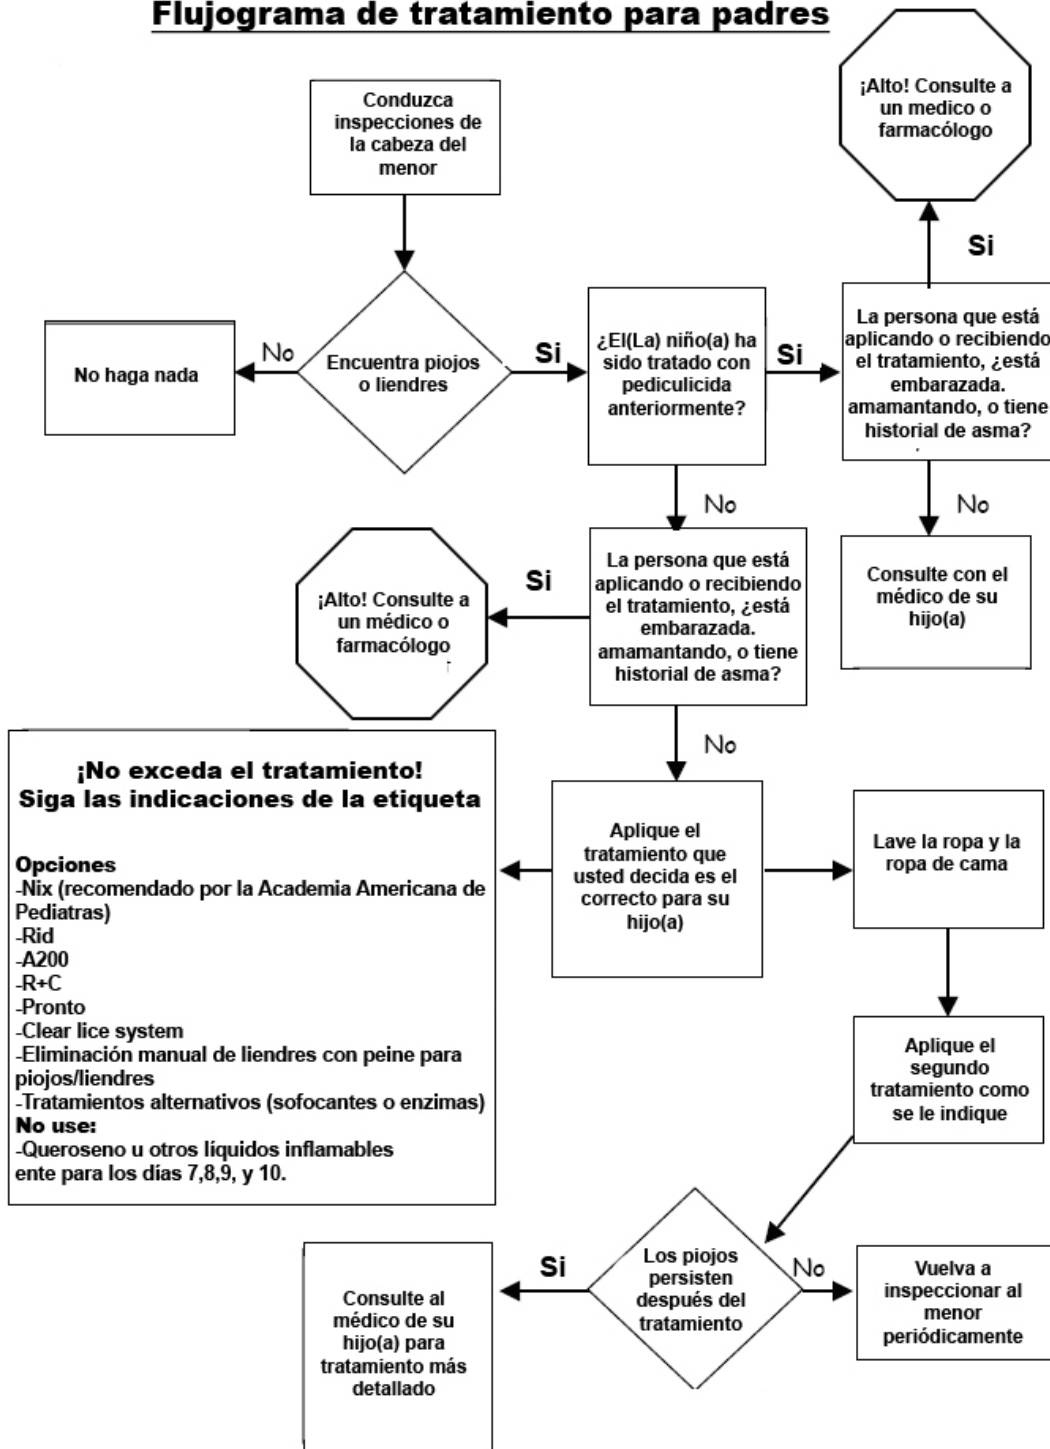 Flujograma de tratamiento para padres
¡Alto! Consulte a
un medico o
farmacólogo
Conduzca
inspecciones de
la cabeza del
menor
Si
No haga nada
No
Encuentra piojos
o liendres
Si
¿El(La) niño(a) ha
sido tratado con
pediculicida
anteriormente?
Si
La persona que está
aplicando o recibiendo
el tratamiento, ¿está
embarazada.
amamantando, o tiene
historial de asma?
No
No
Consulte con el
médico de su
hijo(a)
¡Alto! Consulte a
un médico o
farmacólogo
Si
La persona que está
aplicando o recibiendo
el tratamiento, ¿está
embarazada.
amamantando, o tiene
historial de asma?
No
¡No exceda el tratamiento!
Siga las indicaciones de la etiqueta
Opciones
-Nix (recomendado por la Academia Americana de
Pediatras)
-Rid
-A200
-R+C
-Pronto
-Clear lice system
-Eliminación manual de liendres con peine para
piojos/liendres
-Tratamientos alternativos (sofocantes o enzimas)
No use:
-Queroseno u otros líquidos inflamables
ente para los días 7,8,9, y 10.
Aplique el
tratamiento que
usted decida es el
correcto para su
hijo(a)
Lave la ropa y la
ropa de cama
Aplique el
segundo
tratamiento como
se le indique
Los piojos
persisten
después del
tratamiento
Si
No
Consulte al
médico de su
hijo(a) para
tratamiento más
detallado
Vuelva a
inspeccionar al
menor
periódicamente